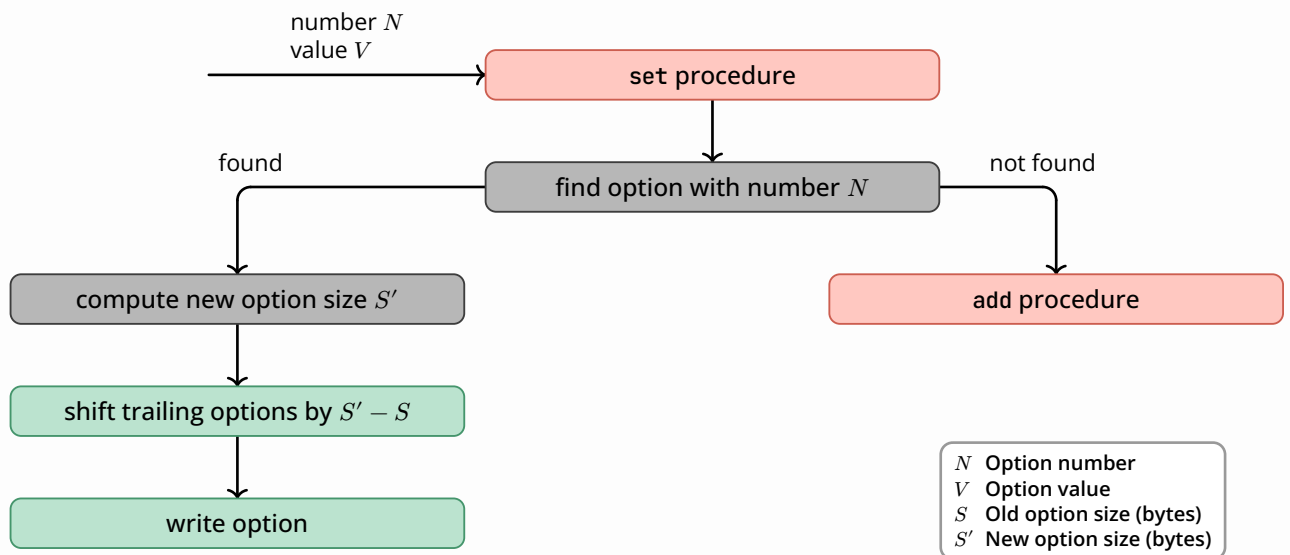 number N
value V
set procedure
found
find option with number N
not found
compute new option size S′
add procedure
shift trailing options by S′ − S
write option
N Option number
V Option value
S Old option size (bytes)
S′ New option size (bytes)